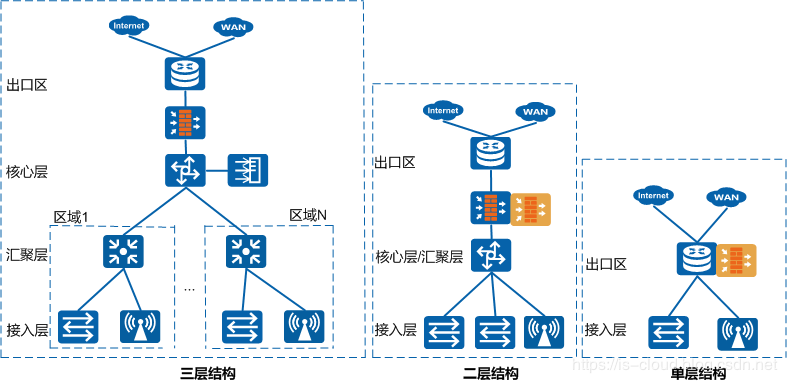 Internet
WAN
出口区
核心层
区域1
区域N
汇聚层
...
接入层
三层结构
Internet
WAN
出口区
核心层/汇聚层
接入层
二层结构
Internet
WAN
出口区
接入层
单层结构
https://is-cloud.blog.csdn.net